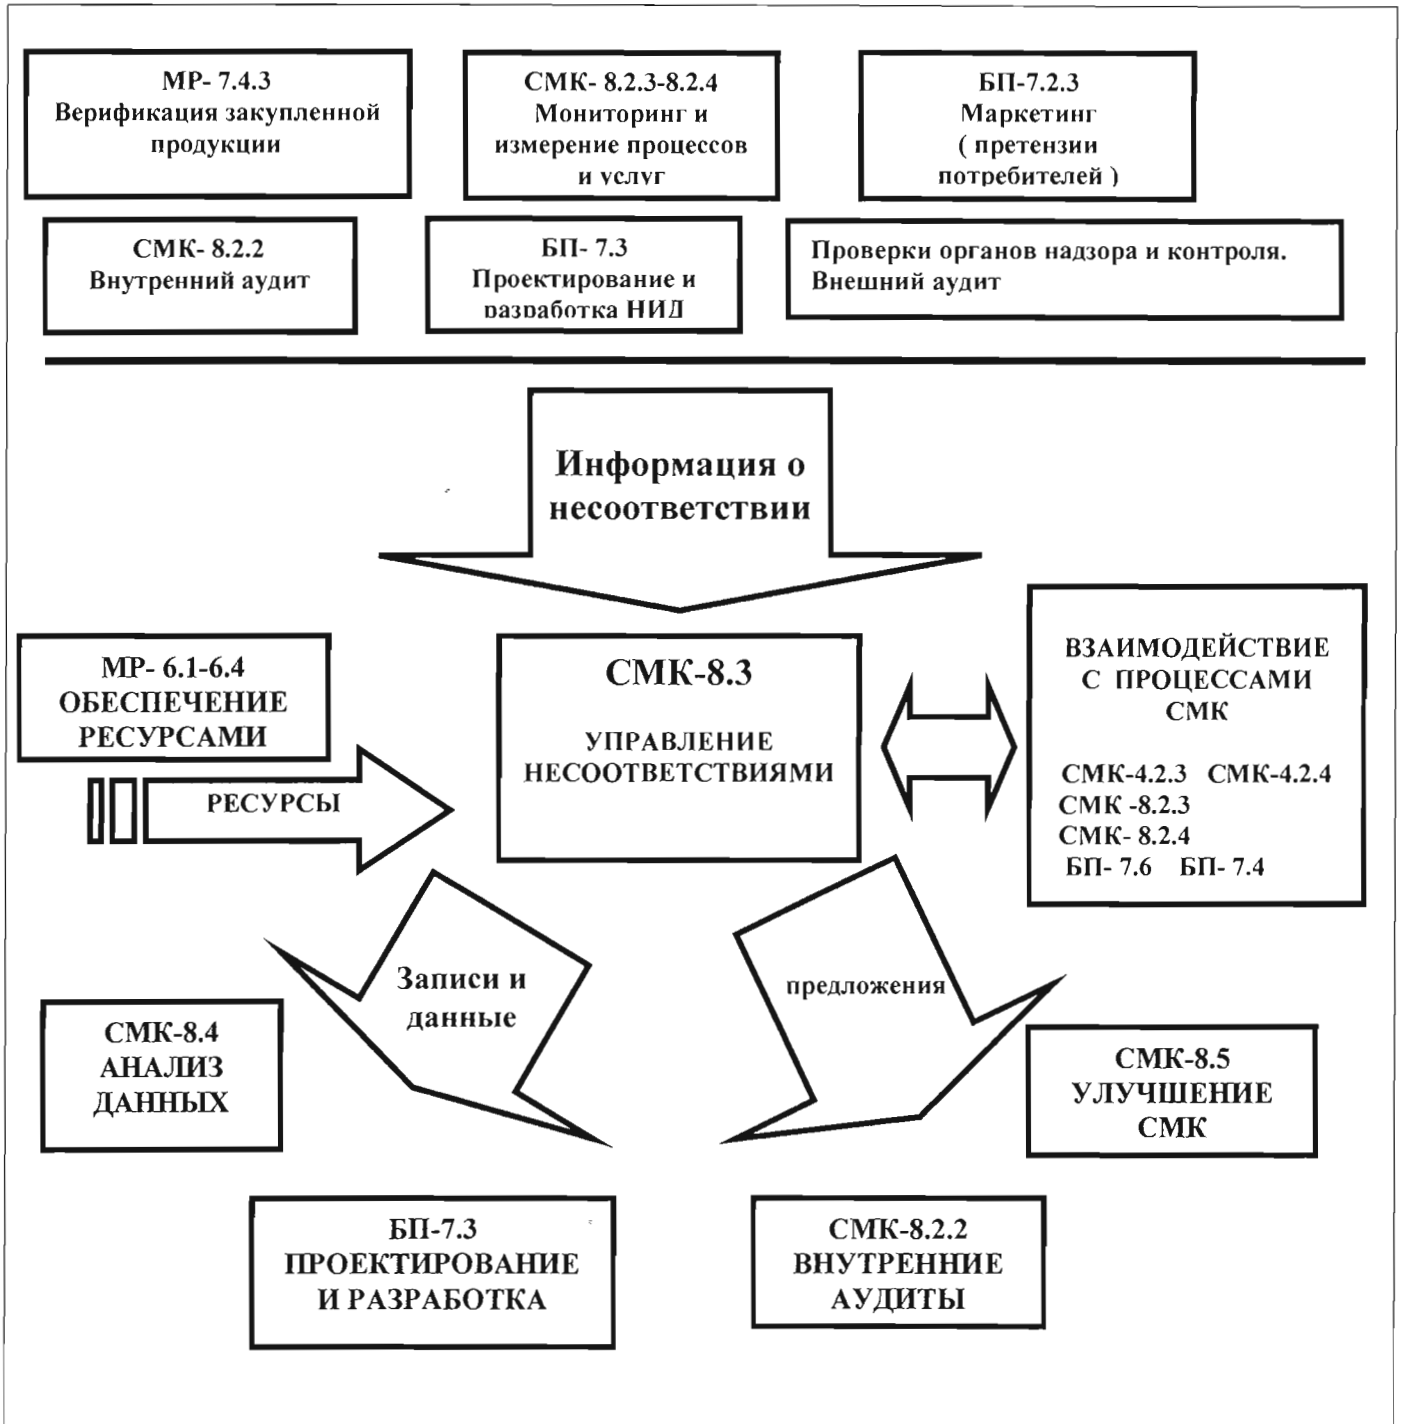 МР- 7.4.3
Верификация закупленной
продукции
СМК- 8.2.3-8.2.4
Мониторинг и
измерение процессов
и услуг
БП-7.2.3
Маркетинг
( претензии
потребителей )
СМК- 8.2.2
Внутренний аудит
БП- 7.3
Проектирование и
разработка НИД
Проверки органов надзора и контроля.
Внешний аудит
Информация о
несоответствии
МР- 6.1-6.4
ОБЕСПЕЧЕНИЕ
РЕСУРСАМИ
РЕСУРСЫ
СМК-8.3
УПРАВЛЕНИЕ
НЕСООТВЕТСТВИЯМИ
ВЗАИМОДЕЙСТВИЕ
С ПРОЦЕССАМИ
СМК
СМК-4.2.3 СМК-4.2.4
СМК -8.2.3
СМК- 8.2.4
БП- 7.6 БП- 7.4
Записи и
данные
предложения
СМК-8.4
АНАЛИЗ
ДАННЫХ
СМК-8.5
УЛУЧШЕНИЕ
СМК
БП-7.3
ПРОЕКТИРОВАНИЕ
И РАЗРАБОТКА
СМК-8.2.2
ВНУТРЕННИЕ
АУДИТЫ